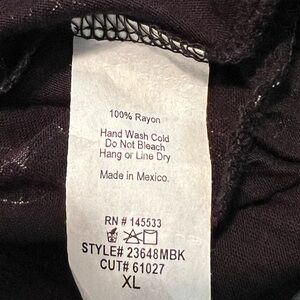 100% Rayon
Hand Wash Cold
Do Not Bleach
Hang or Line Dry
Made in Mexico.
RN # 145533
STYLE# 23648MBK
CUT# 61027
XL